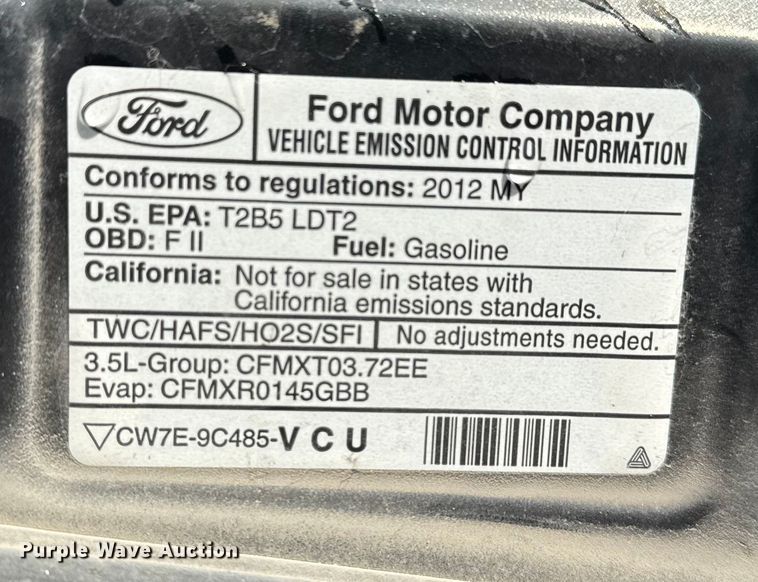 Ford
Ford Motor Company
VEHICLE EMISSION CONTROL INFORMATION
Conforms to regulations: 2012 MY
U.S. EPA: T2B5 LDT2
OBD: F II Fuel: Gasoline
California: Not for sale in states with
California emissions standards.
TWC/HAFS/HO2S/SFI No adjustments needed.
3.5L-Group: CFMXT03.72EE
Evap: CFMXR0145GBB
CW7E-9C485-V C U
Purple Wave Auction